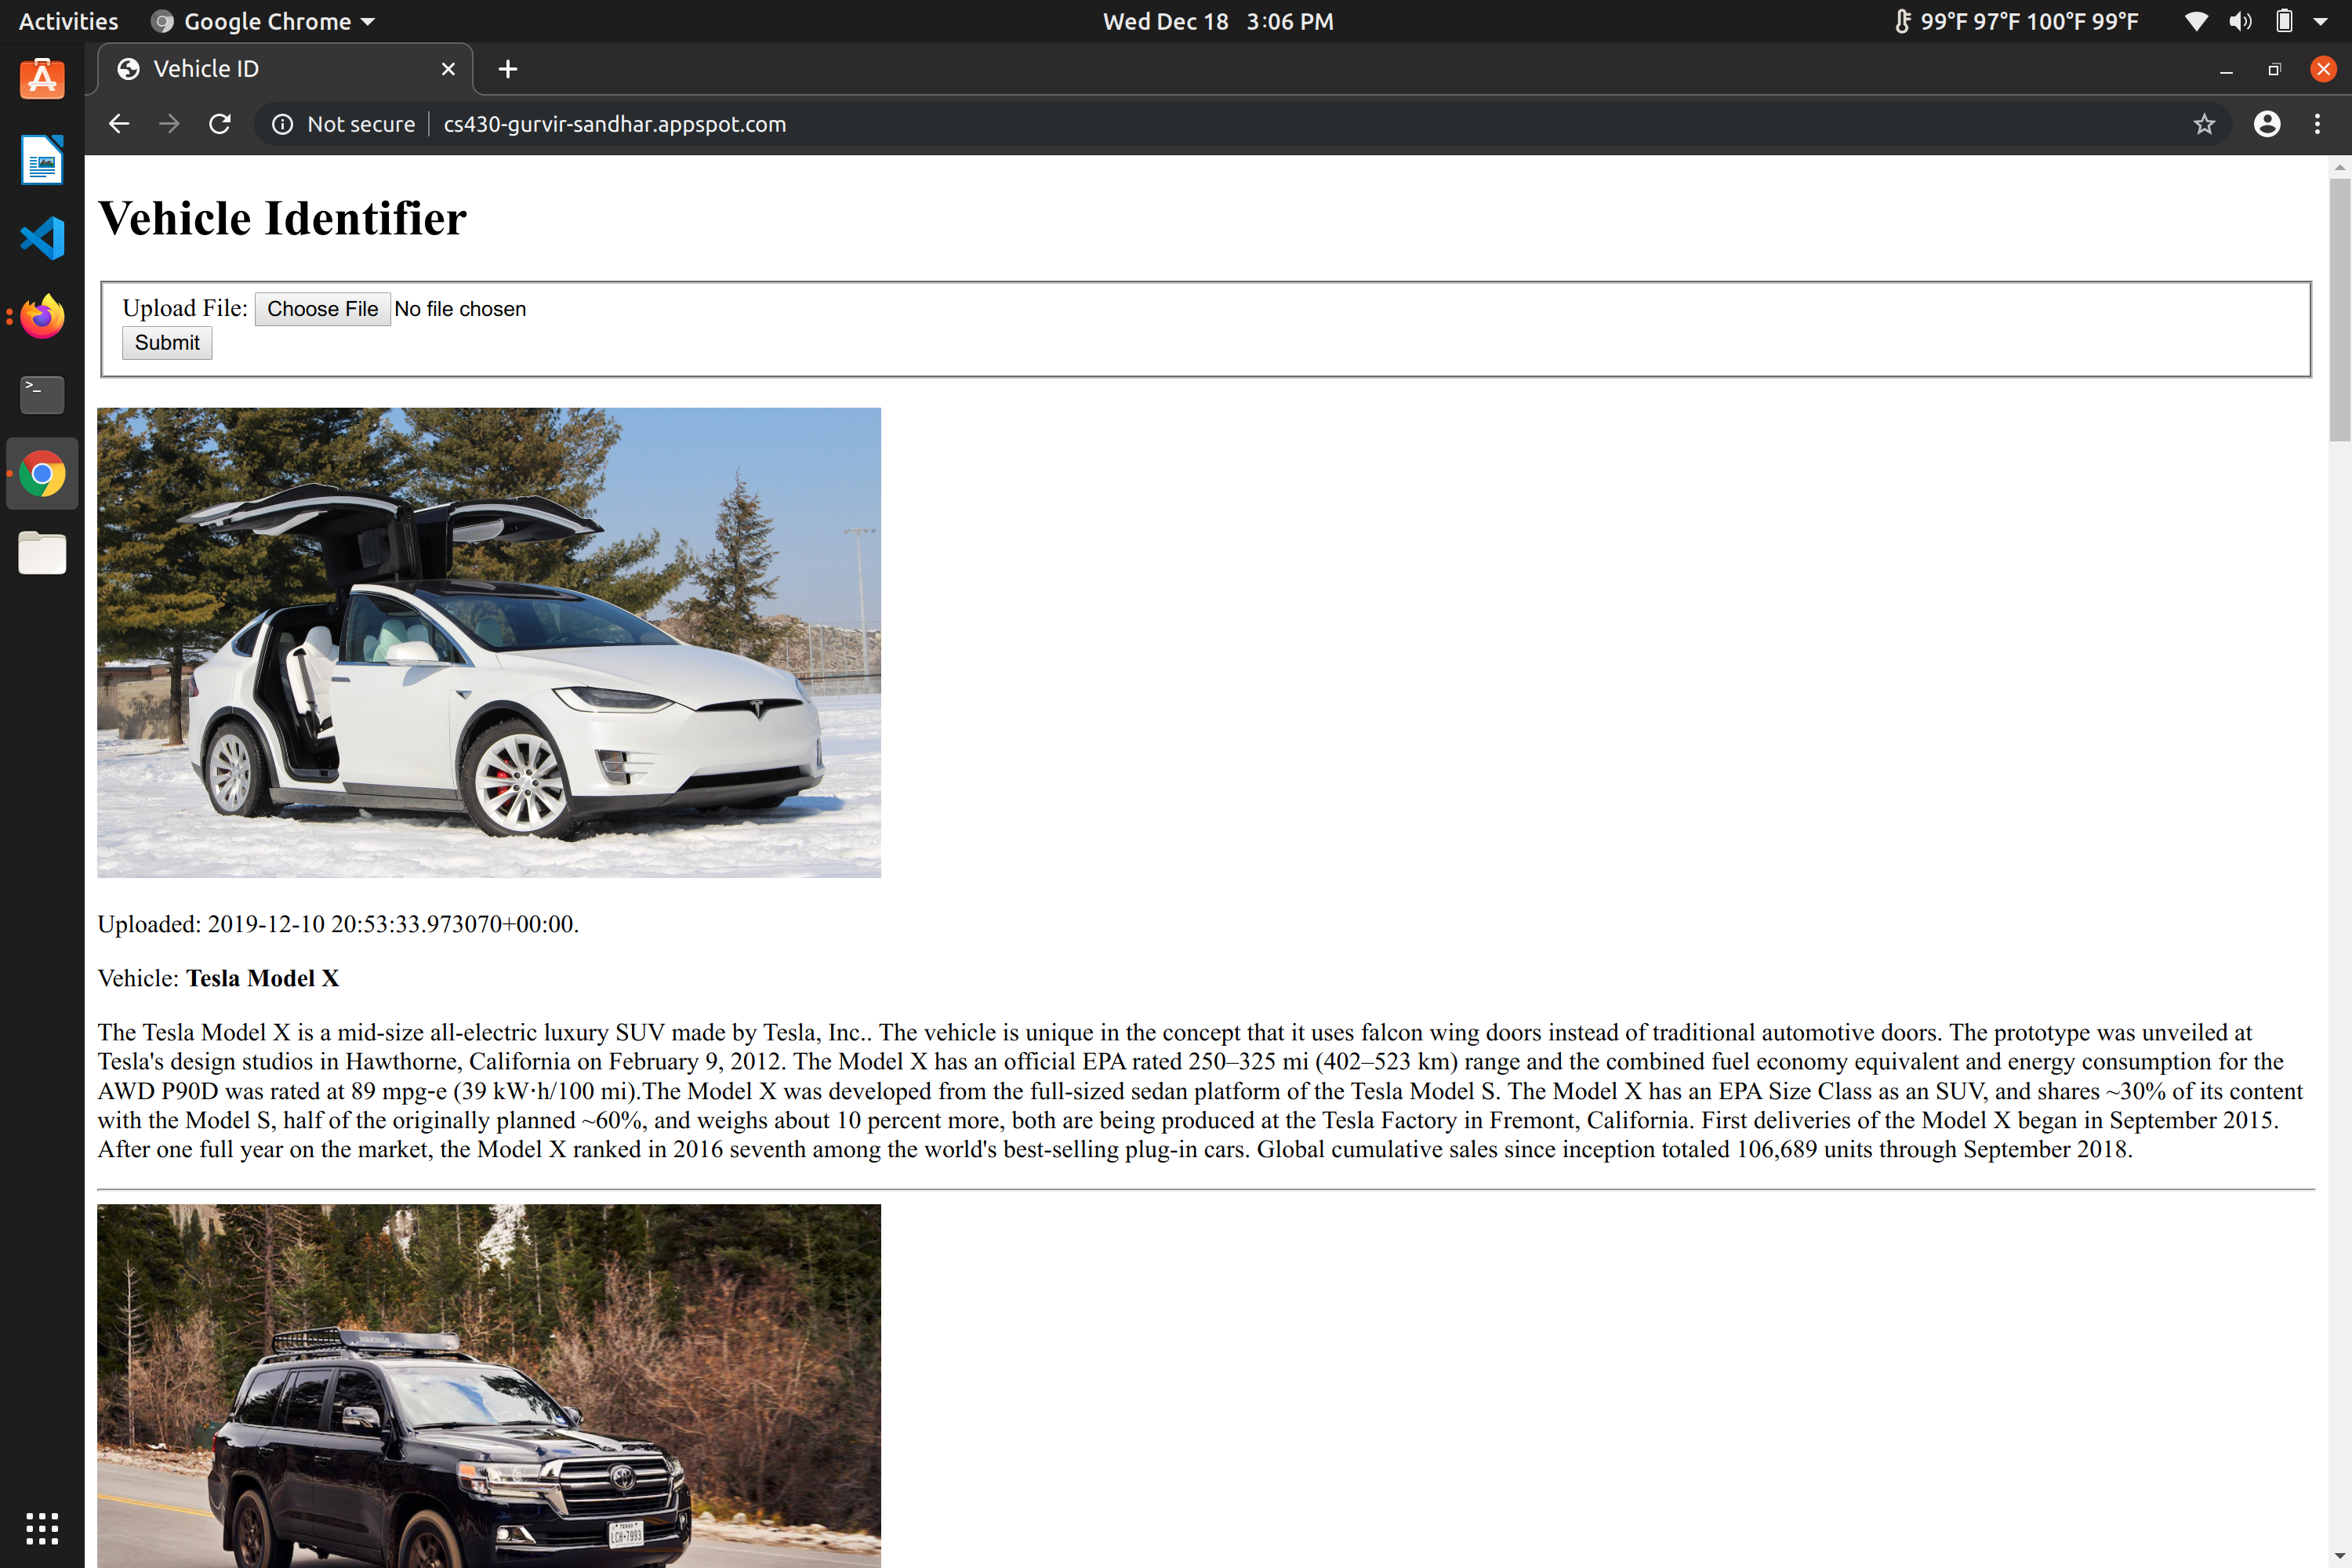 Activities Google Chrome Wed Dec 18 3:06 PM 99°F 97°F 100°F 99°F
Vehicle ID
Not secure cs430-gurvir-sandhar.appspot.com
Vehicle Identifier
Upload File: Choose File No file chosen
Submit
Uploaded: 2019-12-10 20:53:33.973070+00:00.
Vehicle: Tesla Model X
The Tesla Model X is a mid-size all-electric luxury SUV made by Tesla, Inc.. The vehicle is unique in the concept that it uses falcon wing doors instead of traditional automotive doors. The prototype was unveiled at
Tesla's design studios in Hawthorne, California on February 9, 2012. The Model X has an official EPA rated 250–325 mi (402–523 km) range and the combined fuel economy equivalent and energy consumption for the
AWD P90D was rated at 89 mpg-e (39 kW⋅h/100 mi).The Model X was developed from the full-sized sedan platform of the Tesla Model S. The Model X has an EPA Size Class as an SUV, and shares ~30% of its content
with the Model S, half of the originally planned ~60%, and weighs about 10 percent more, both are being produced at the Tesla Factory in Fremont, California. First deliveries of the Model X began in September 2015.
After one full year on the market, the Model X ranked in 2016 seventh among the world's best-selling plug-in cars. Global cumulative sales since inception totaled 106,689 units through September 2018.
YAKIMA
TEXAS
LCH-7993